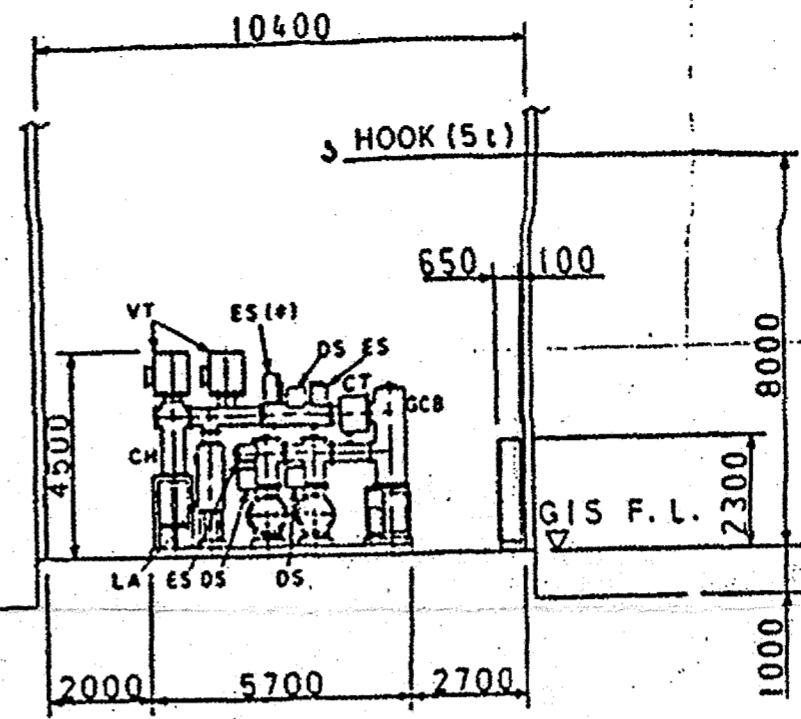 10400
HOOK (5t)
650 100
VT
ES (*)
DS ES
CT
GCB
8000
4500
CH
2300
GIS F. L.
LA ES DS DS
2000 5700 2700
1000